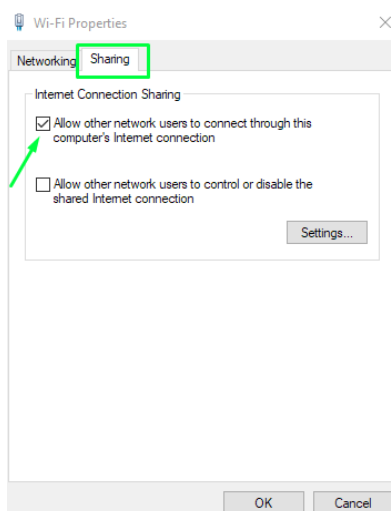 Wi-Fi Properties
Networking Sharing
Internet Connection Sharing
Allow other network users to connect through this
computer's Internet connection
Allow other network users to control or disable the
shared Internet connection
Settings...
OK Cancel